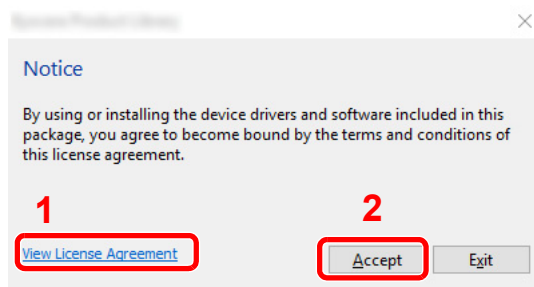 Notice
By using or installing the device drivers and software included in this
package, you agree to become bound by the terms and conditions of
this license agreement.
1
2
View License Agreement
Accept
Exit